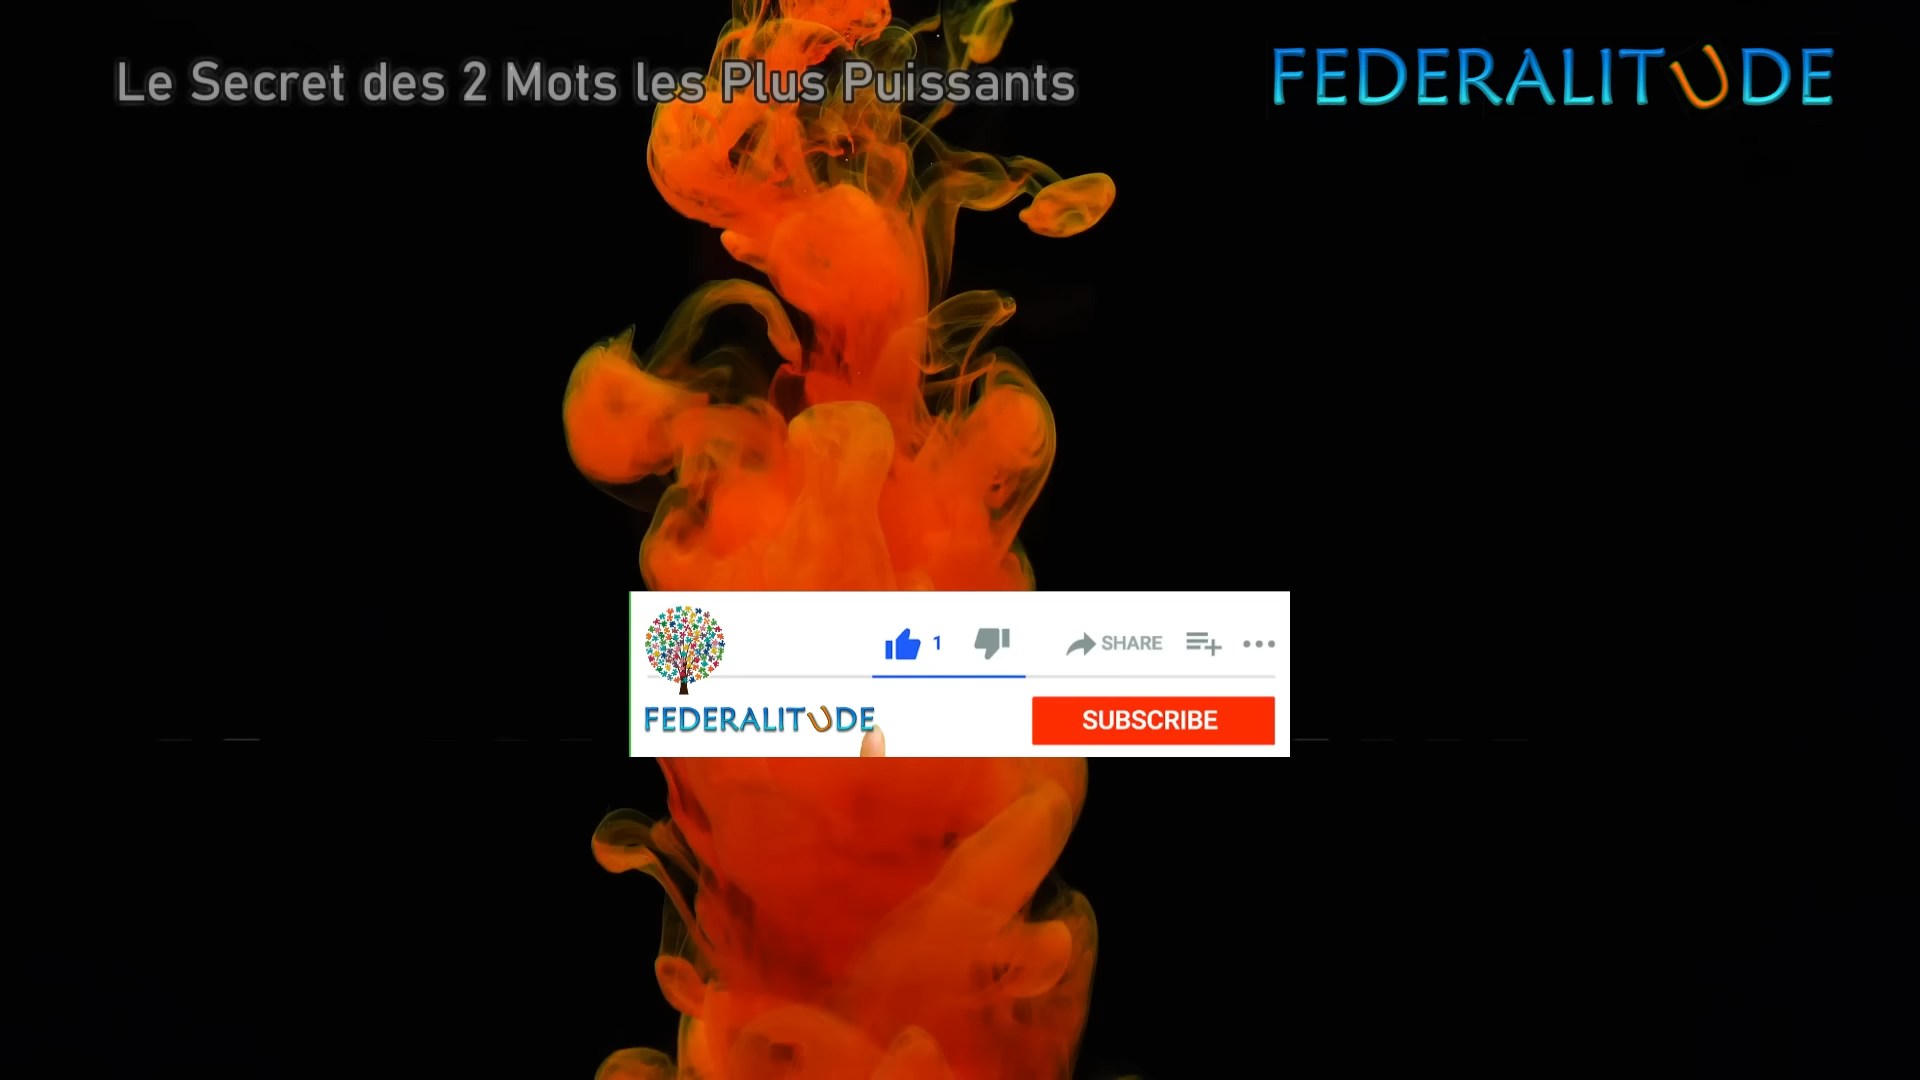 Le Secret des 2 Mots les Plus Puissants
FEDERALITUDE
1
SHARE
FEDERALITUDE
SUBSCRIBE